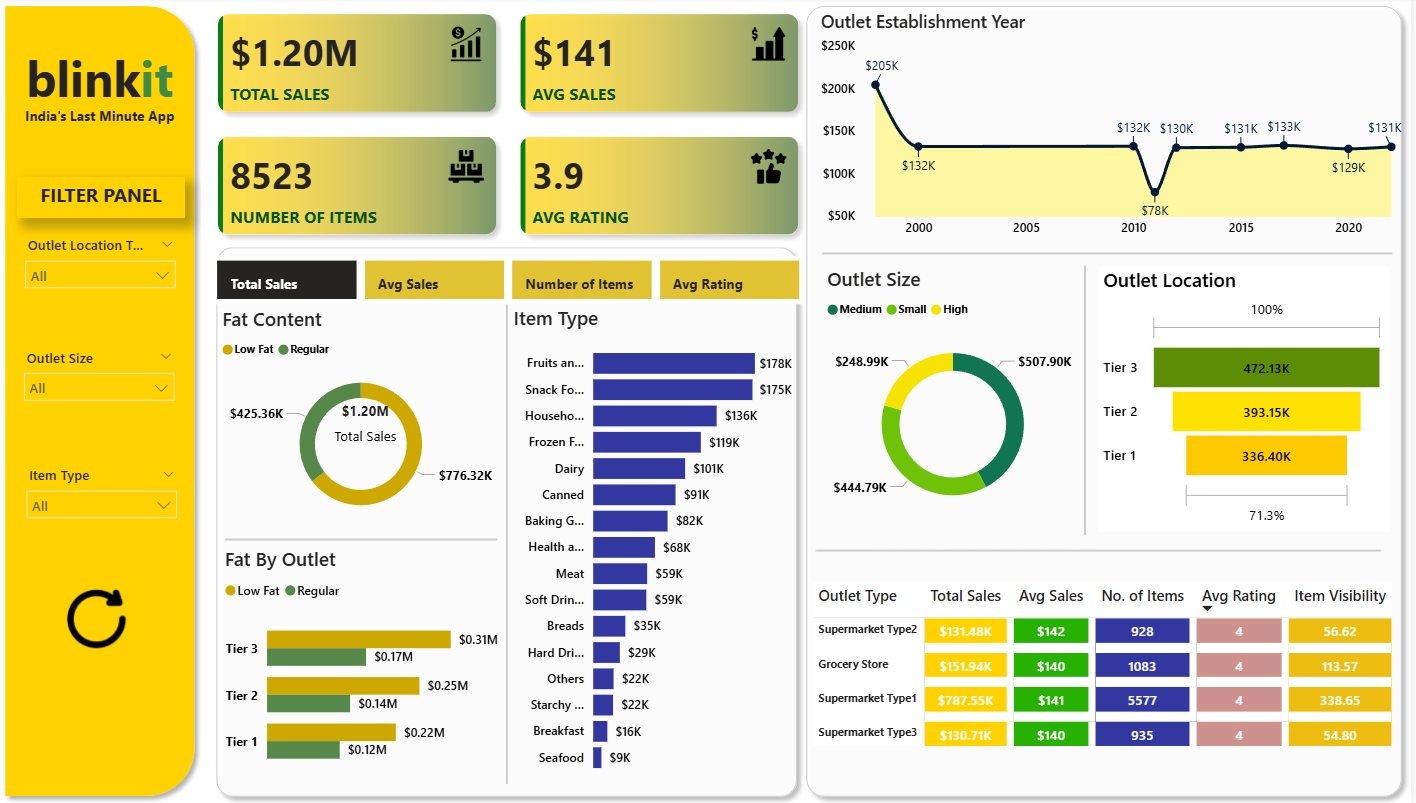 blinkit
India's Last Minute App
FILTER PANEL
Outlet Location T...
All
Outlet Size
All
Item Type
All
$1.20M
TOTAL SALES
$141
AVG SALES
8523
NUMBER OF ITEMS
3.9
AVG RATING
Total Sales
Avg Sales
Number of Items
Avg Rating
Fat Content
Low Fat Regular
$425.36K
$1.20M
Total Sales
$776.32K
Fat By Outlet
Low Fat Regular
Tier 3 $0.31M
$0.17M
Tier 2 $0.25M
$0.14M
Tier 1 $0.22M
$0.12M
Item Type
Fruits an... $178K
Snack Fo... $175K
Househo... $136K
Frozen F... $119K
Dairy $101K
Canned $91K
Baking G... $82K
Health a... $68K
Meat $59K
Soft Drin... $59K
Breads $35K
Hard Dri... $29K
Others $22K
Starchy ... $22K
Breakfast $16K
Seafood $9K
Outlet Establishment Year
$250K
$200K
$150K
$100K
$50K
$205K
$132K
$132K
$78K
$130K
$131K
$133K
$129K
$131K
2000 2005 2010 2015 2020
Outlet Size
Medium Small High
$248.99K
$507.90K
$444.79K
Outlet Location
100%
Tier 3 472.13K
Tier 2 393.15K
Tier 1 336.40K
71.3%
Outlet Type Total Sales Avg Sales No. of Items Avg Rating Item Visibility
Supermarket Type2 $131.48K $142 928 4 56.62
Grocery Store $151.94K $140 1083 4 113.57
Supermarket Type1 $787.55K $141 5577 4 338.65
Supermarket Type3 $130.71K $140 935 4 54.80